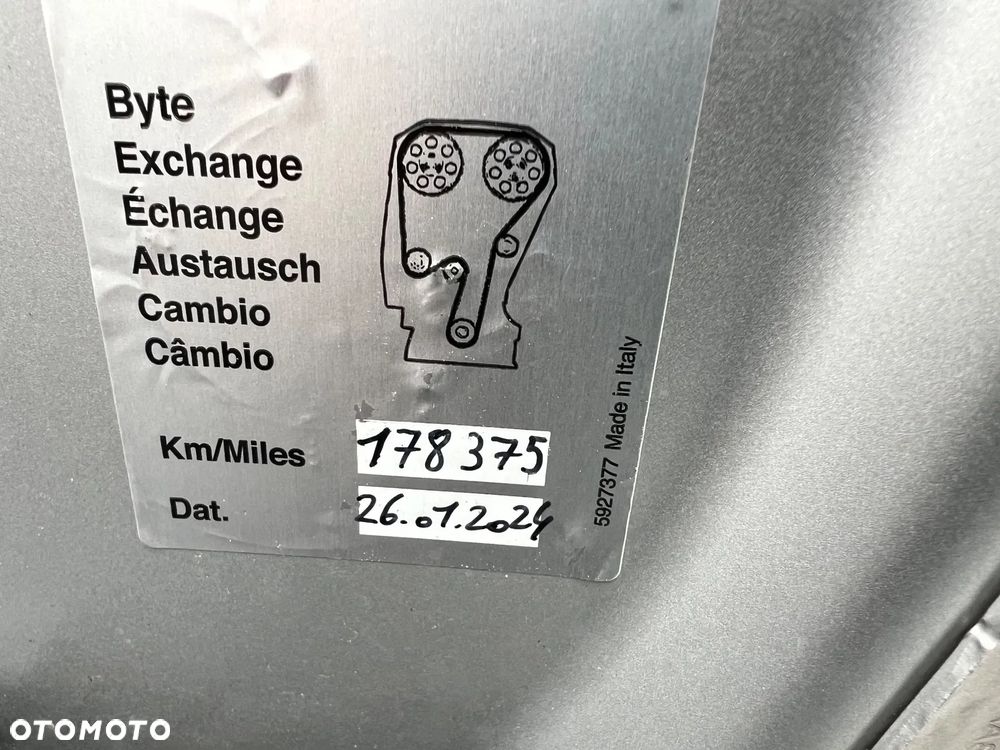 Byte
Exchange
Échange
Austausch
Cambio
Câmbio
Km/Miles 178375
Dat. 26.01.2024
5927377 Made in Italy
OTOMOTO